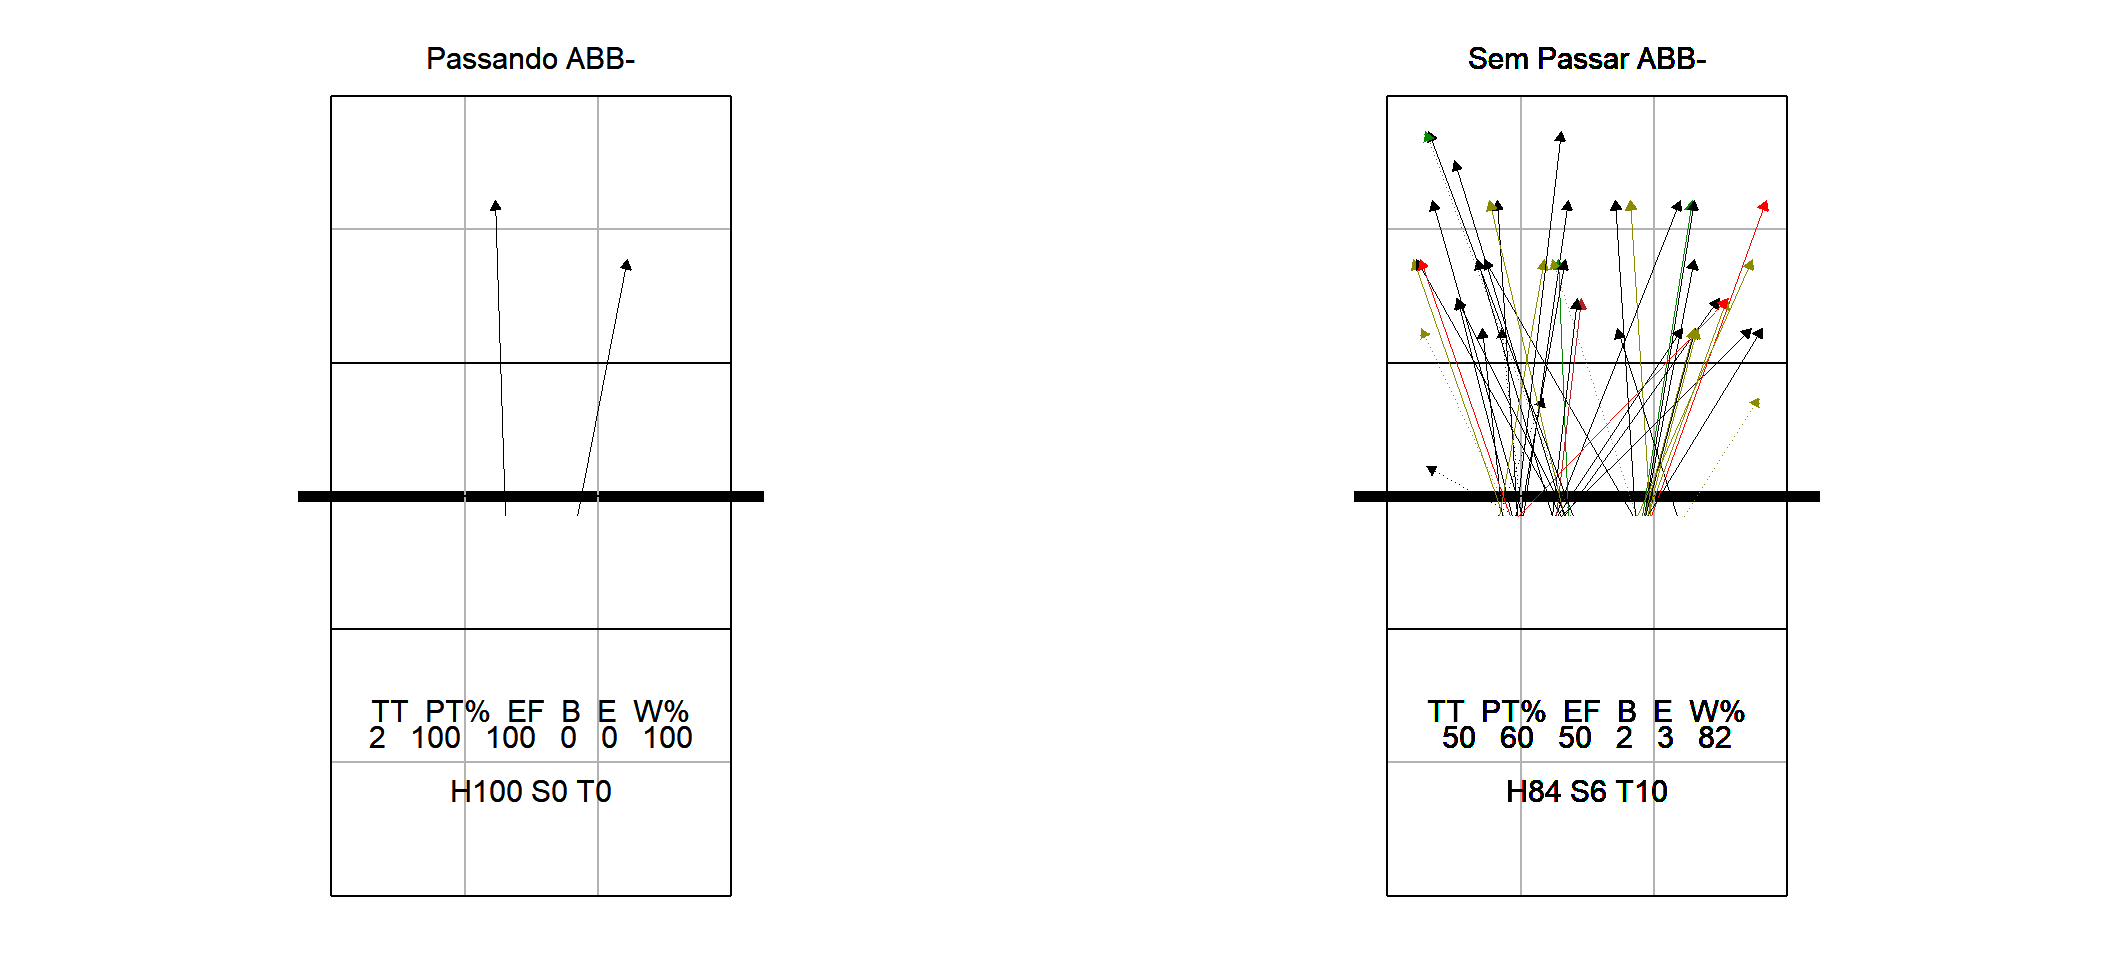 Passando ABB-
TT PT% EF B E W%
2 100 100 0 0 100
H100 S0 T0
Sem Passar ABB-
TT PT% EF B E W%
50 60 50 2 3 82
H84 S6 T10